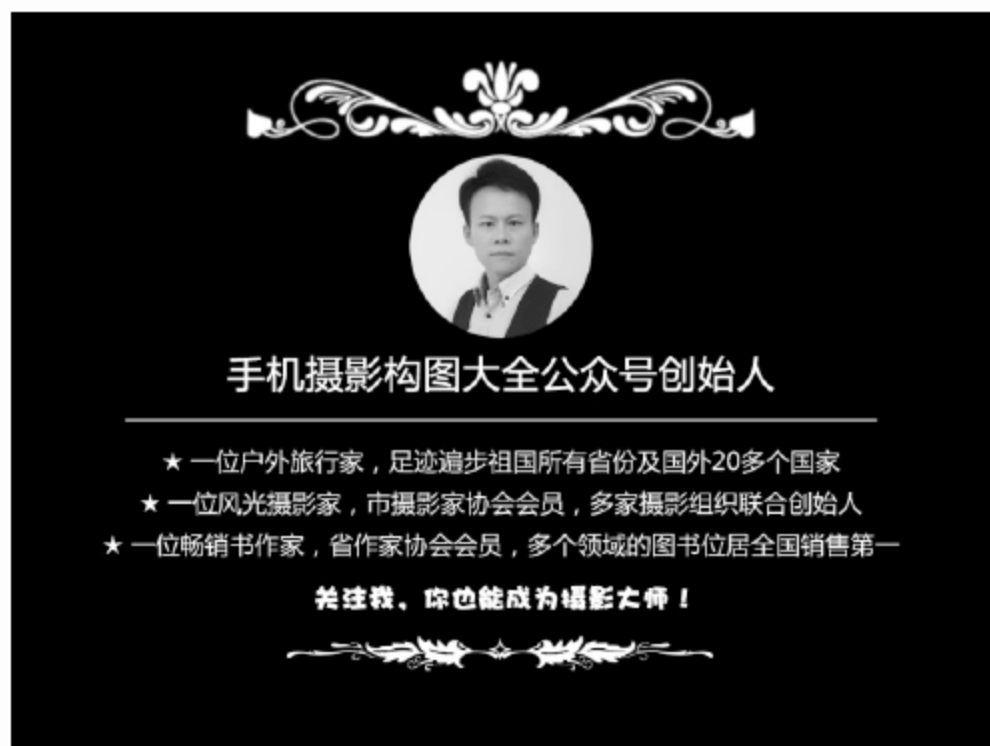 手机摄影构图大全公众号创始人
★ 一位户外旅行家，足迹遍步祖国所有省份及国外20多个国家
★ 一位风光摄影家，市摄影家协会会员，多家摄影组织联合创始人
★ 一位畅销书作家，省作家协会会员，多个领域的图书位居全国销售第一
关注我，你也能成为摄影大师！